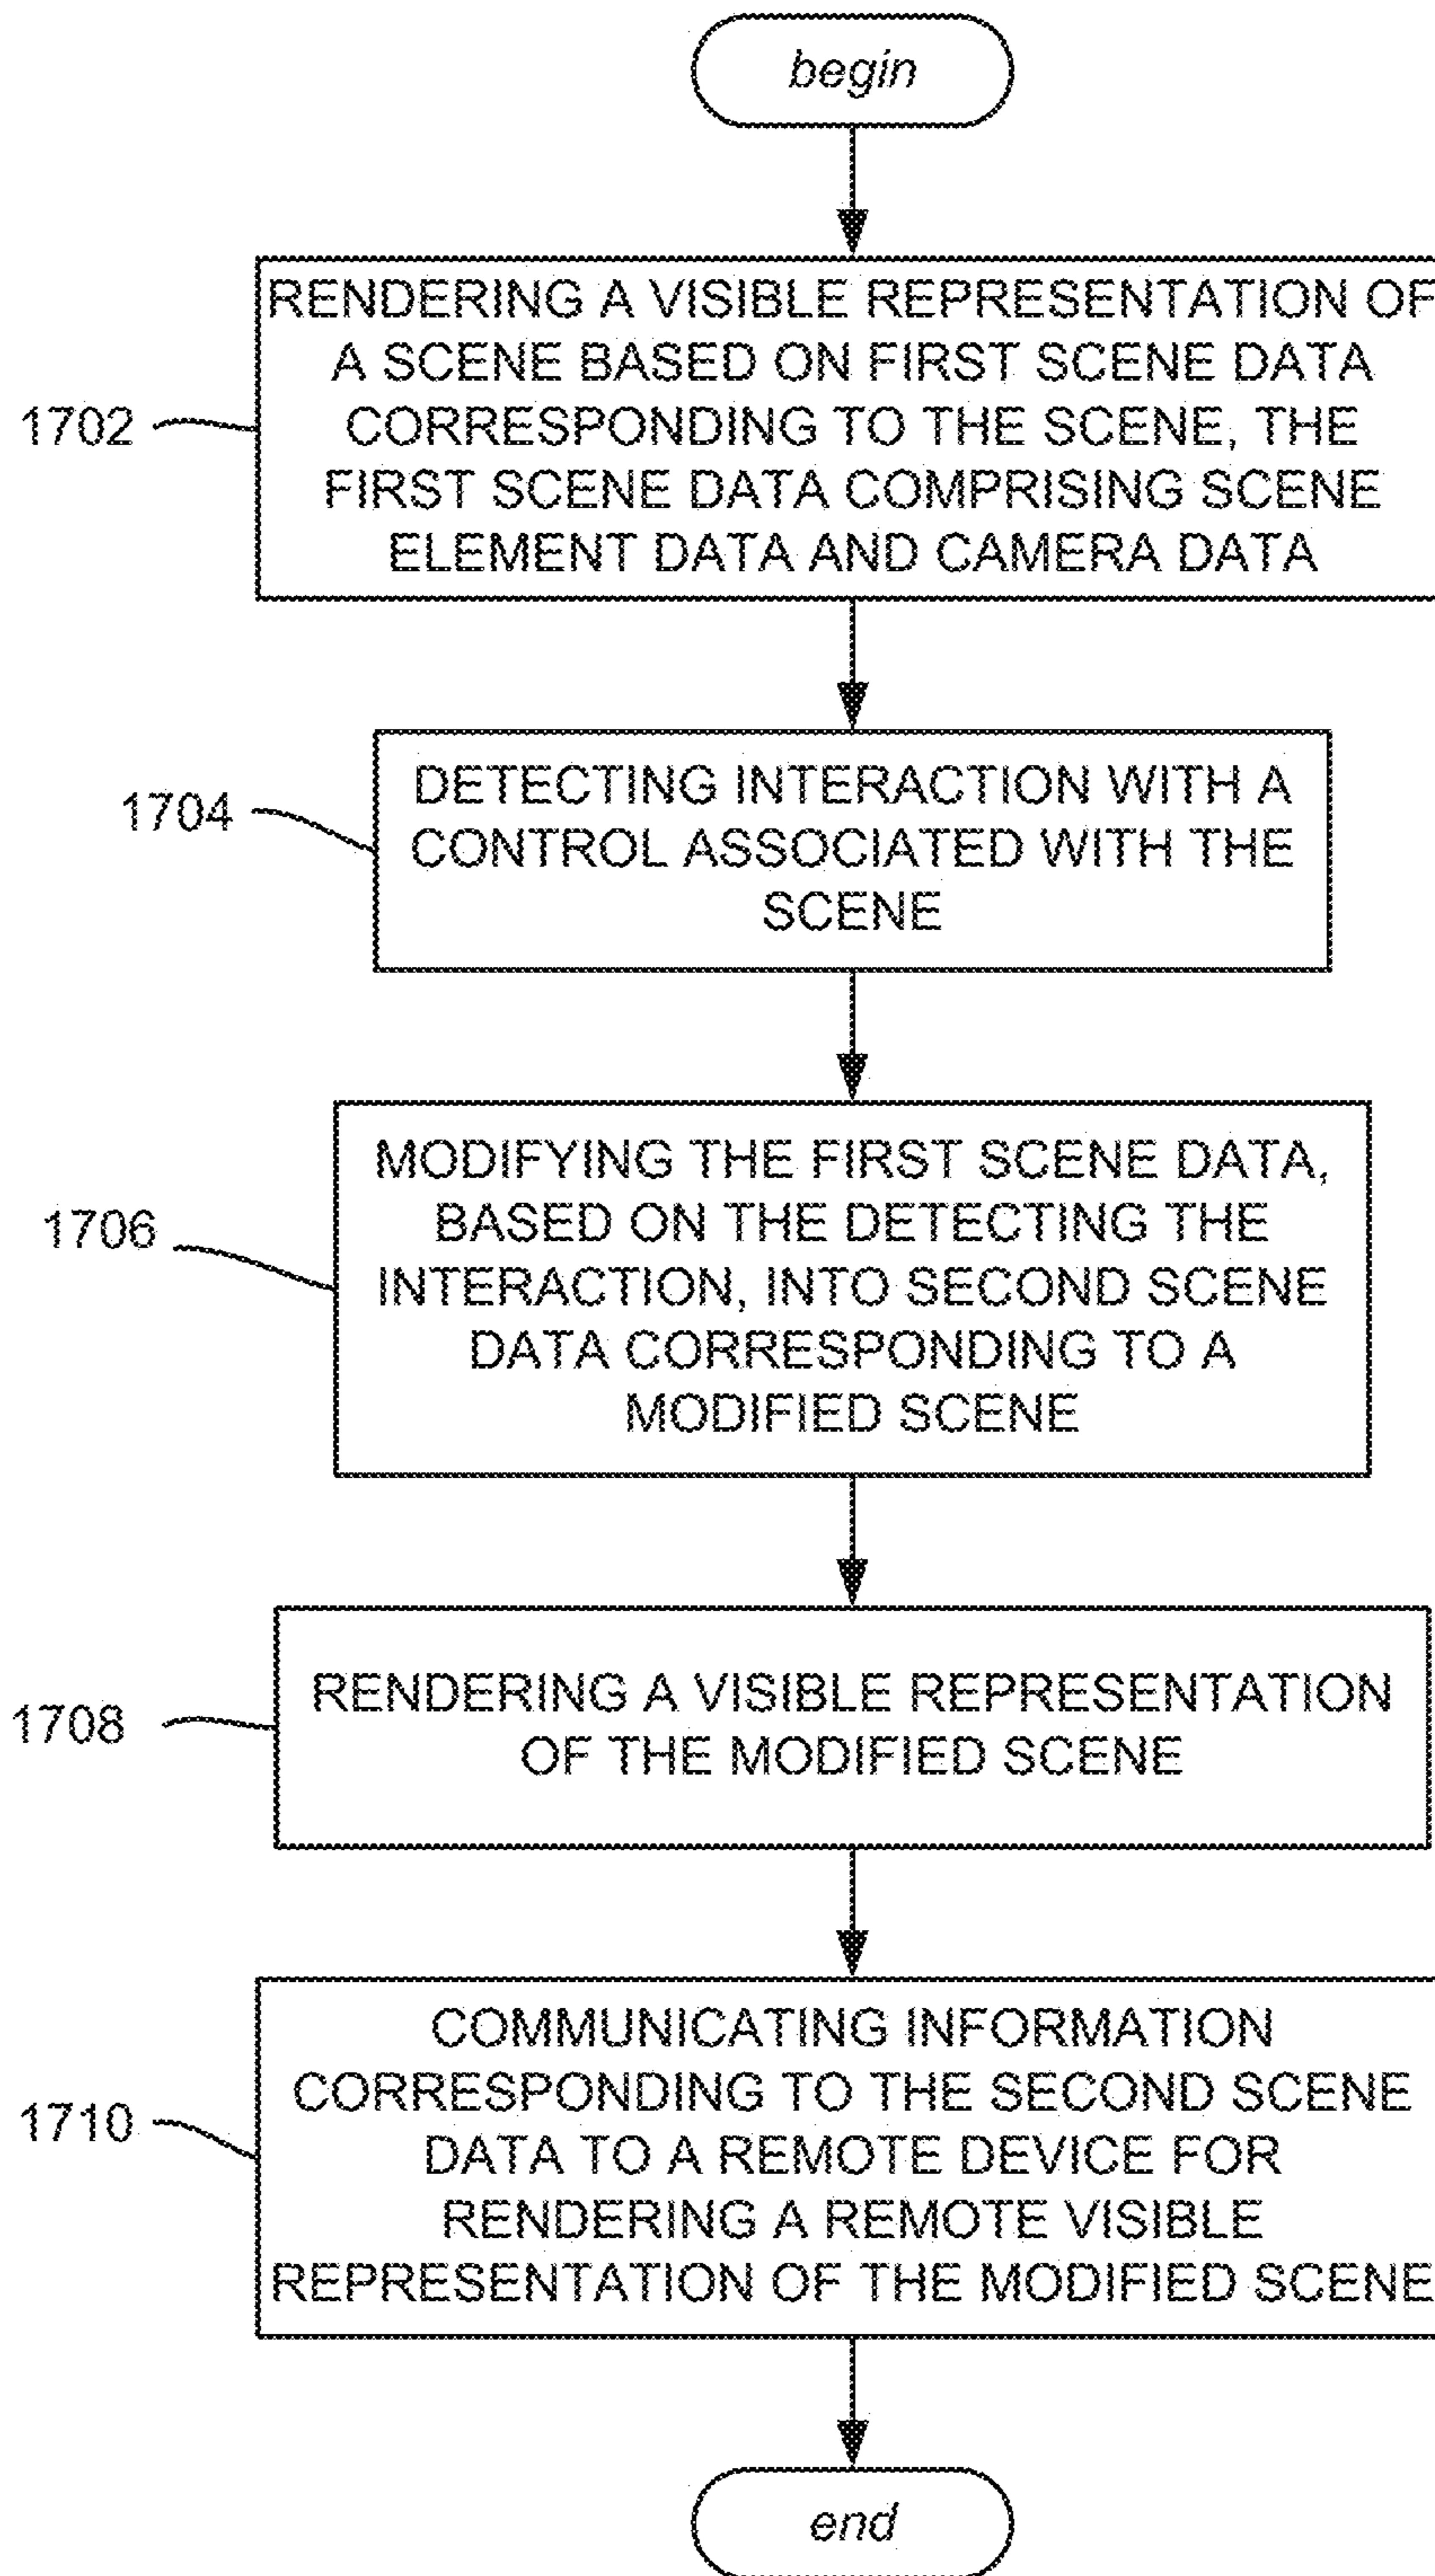 begin
RENDERING A VISIBLE REPRESENTATION OF
A SCENE BASED ON FIRST SCENE DATA
CORRESPONDING TO THE SCENE, THE
FIRST SCENE DATA COMPRISING SCENE
ELEMENT DATA AND CAMERA DATA
1702
DETECTING INTERACTION WITH A
CONTROL ASSOCIATED WITH THE
SCENE
1704
MODIFYING THE FIRST SCENE DATA,
BASED ON THE DETECTING THE
INTERACTION, INTO SECOND SCENE
DATA CORRESPONDING TO A
MODIFIED SCENE
1706
RENDERING A VISIBLE REPRESENTATION
OF THE MODIFIED SCENE
1708
COMMUNICATING INFORMATION
CORRESPONDING TO THE SECOND SCENE
DATA TO A REMOTE DEVICE FOR
RENDERING A REMOTE VISIBLE
REPRESENTATION OF THE MODIFIED SCENE
1710
end